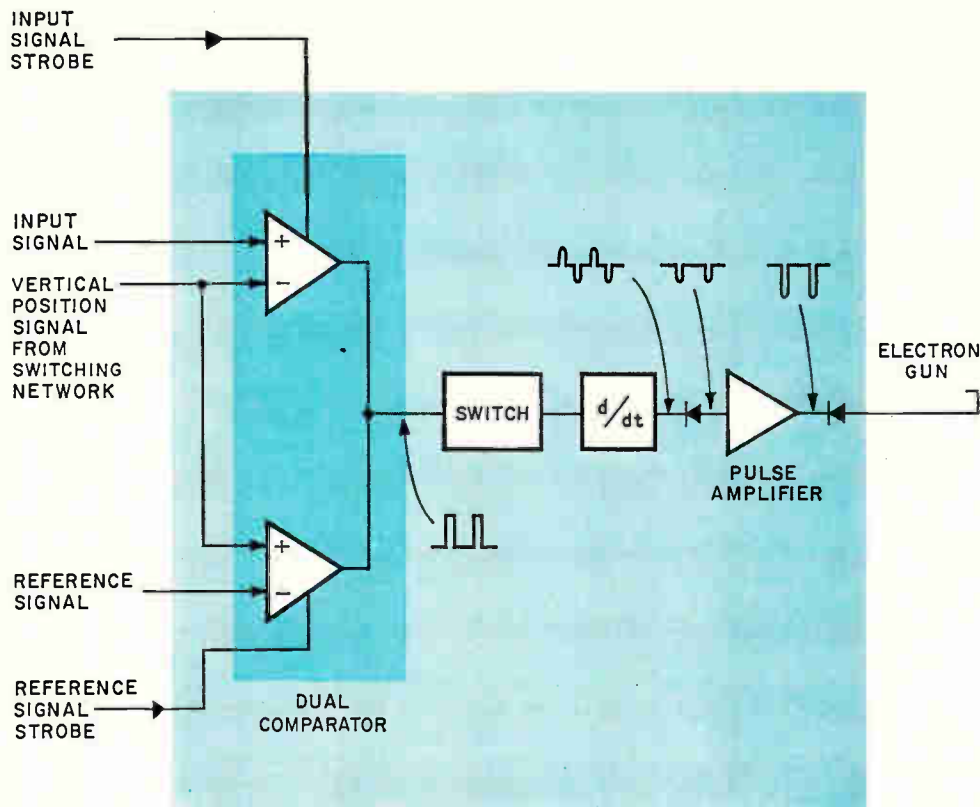 INPUT
SIGNAL
STROBE
INPUT
SIGNAL
VERTICAL
POSITION
SIGNAL
FROM
SWITCHING
NETWORK
+
−
ELECTRON
GUN
SWITCH
d/dt
PULSE
AMPLIFIER
+
−
REFERENCE
SIGNAL
REFERENCE
SIGNAL
STROBE
DUAL
COMPARATOR